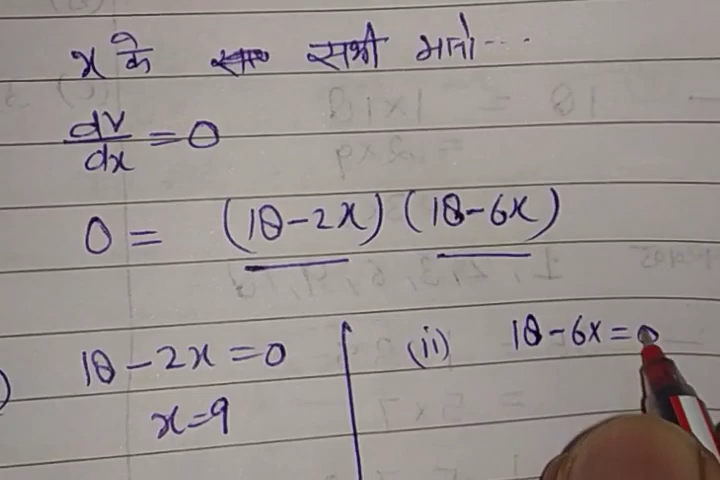 x के सभी मानो...
dv/dx = 0
0 = (18-2x) (18-6x)
18-2x=0
(ii) 18-6x=0
x=9